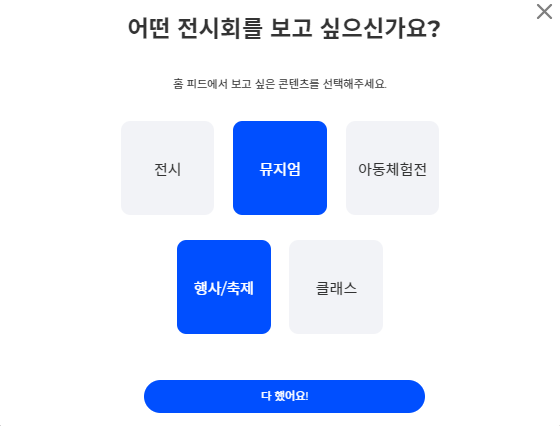 어떤 전시회를 보고 싶으신가요?
홈 피드에서 보고 싶은 콘텐츠를 선택해주세요.
전시 뮤지엄 아동체험전
행사/축제 클래스
다 했어요!